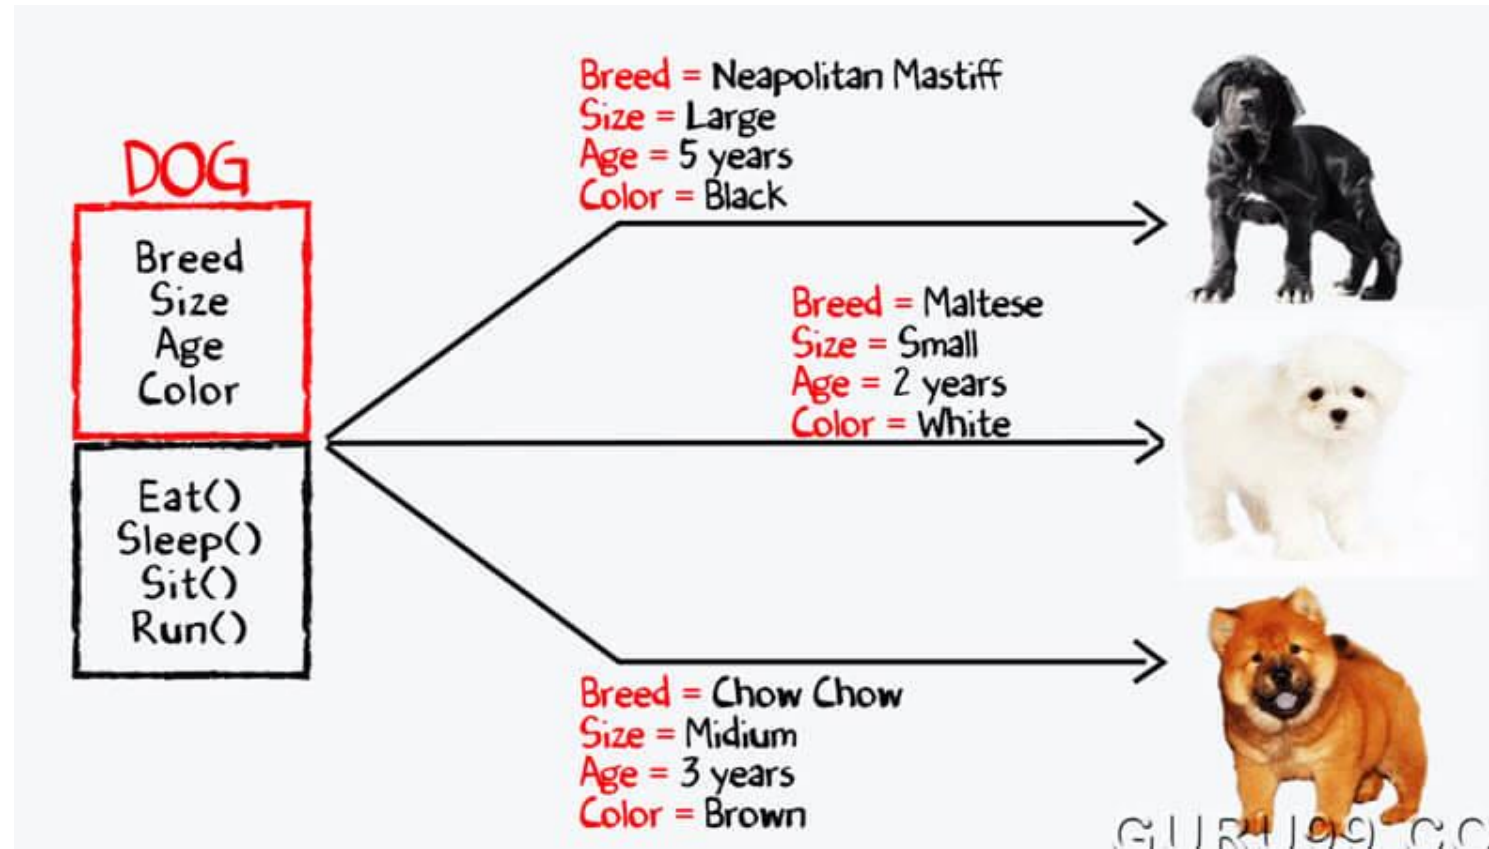 DOG
Breed
Size
Age
Color
Eat()
Sleep()
Sit()
Run()
Breed = Neapolitan Mastiff
Size = Large
Age = 5 years
Color = Black
Breed = Maltese
Size = Small
Age = 2 years
Color = White
Breed = Chow Chow
Size = Midium
Age = 3 years
Color = Brown
GURU99